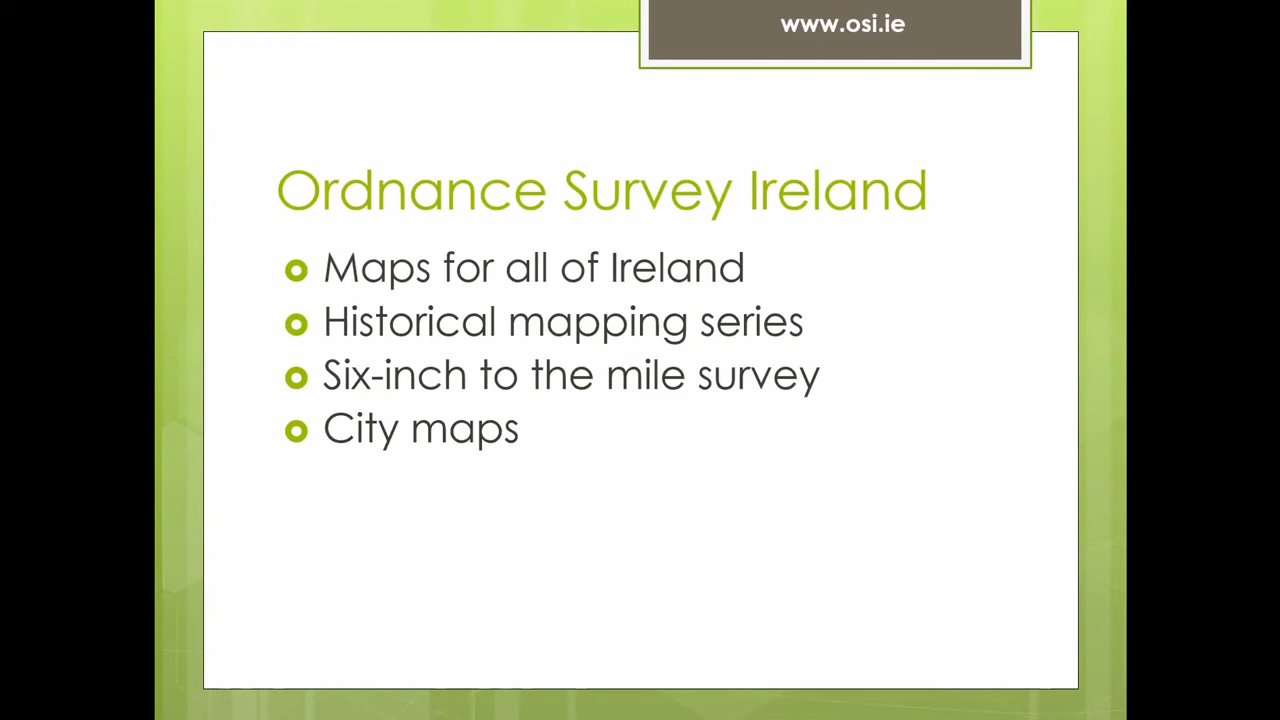 www.osi.ie
Ordnance Survey Ireland
Maps for all of Ireland
Historical mapping series
Six-inch to the mile survey
City maps